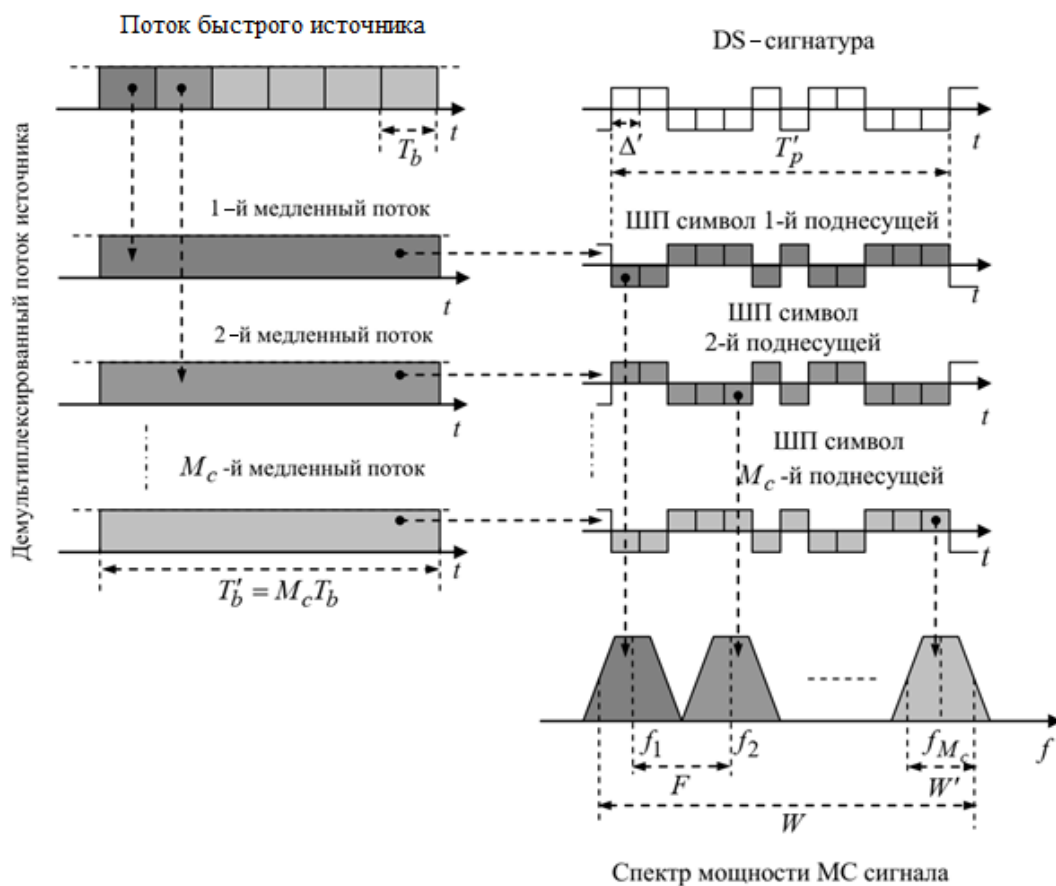 Поток быстрого источника
DS-сигнатура
t
T_b
Δ'
T'_p
t
Демультиплексированный поток источника
1-й медленный поток
ШП символ 1-й поднесущей
t
t
2-й медленный поток
ШП символ
2-й поднесущей
t
t
M_c-й медленный поток
ШП символ
M_c-й поднесущей
t
t
T'_b = M_c T_b
f_1
f_2
f_{M_c}
f
F
W'
W
Спектр мощности МС сигнала